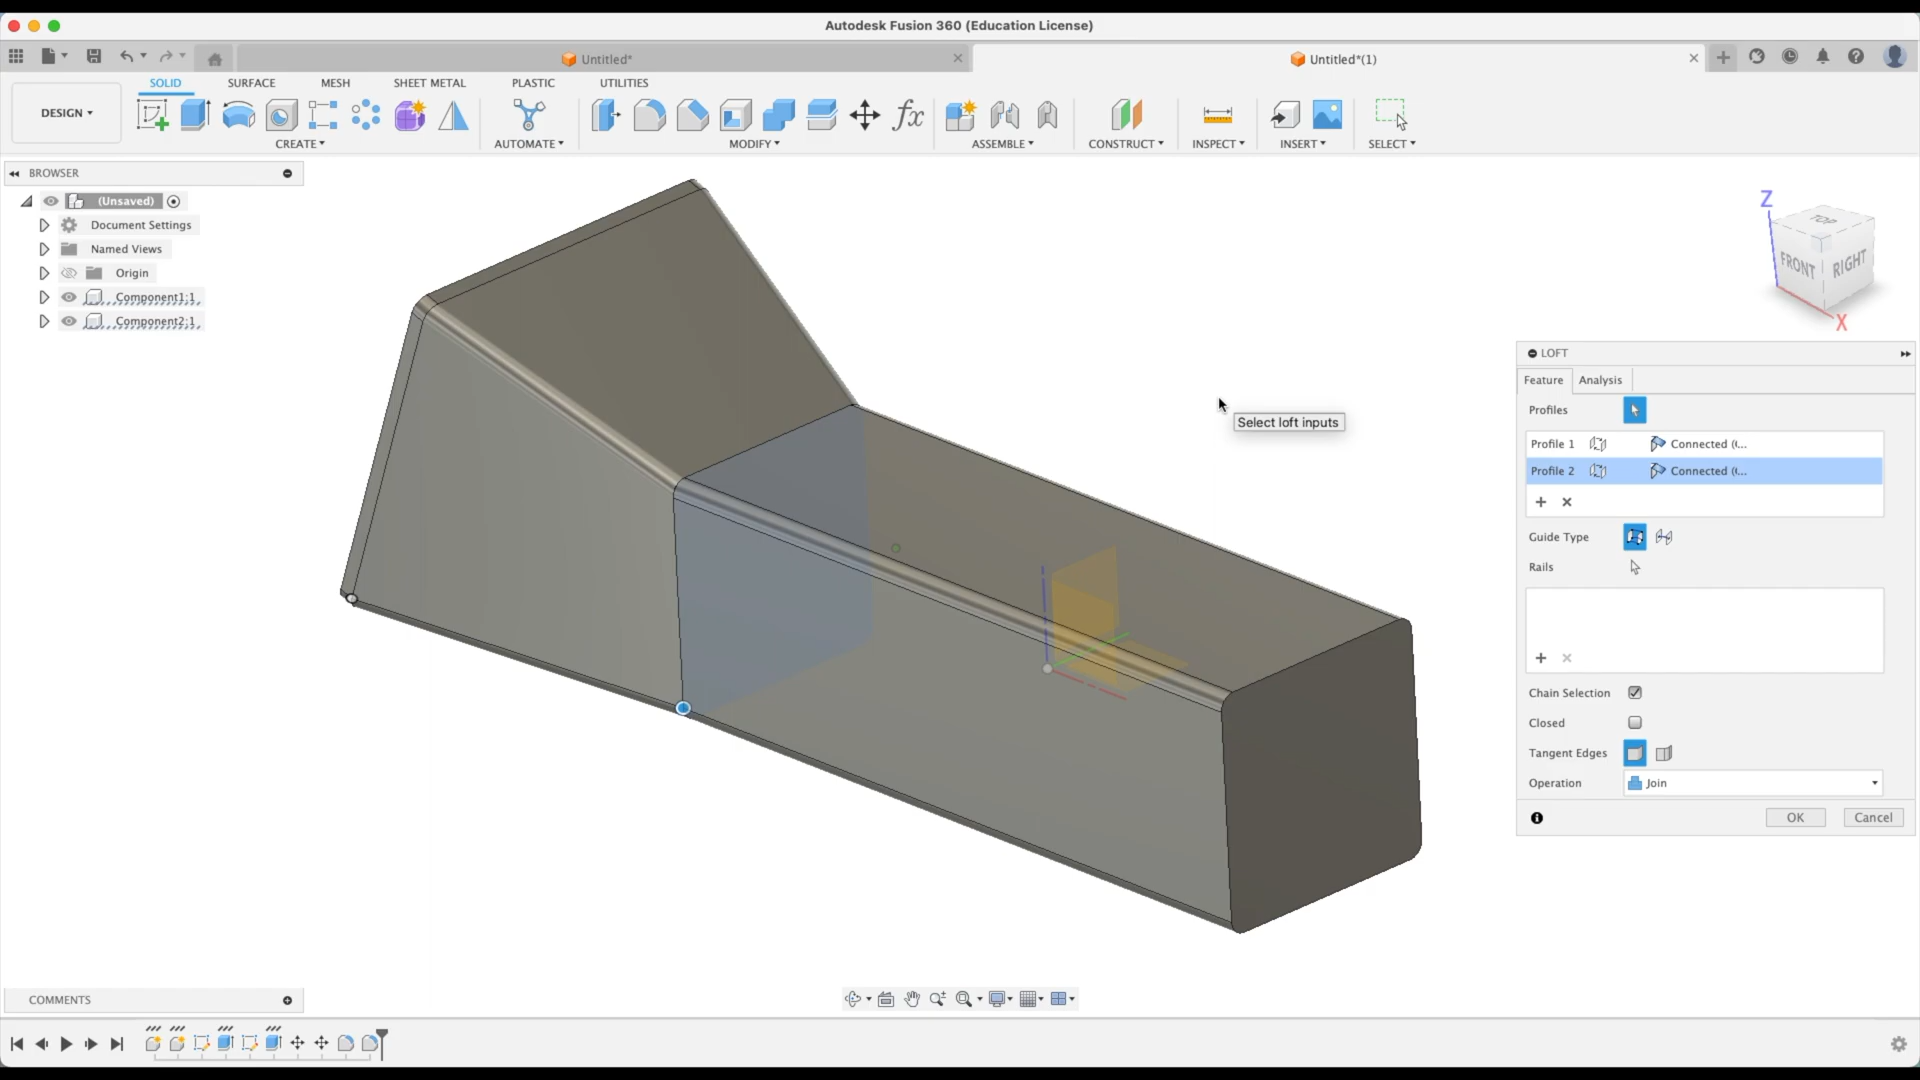 Autodesk Fusion 360 (Education License)
Untitled*
Untitled*(1)
SOLID
SURFACE
MESH
SHEET METAL
PLASTIC
UTILITIES
DESIGN
fx
CREATE
AUTOMATE
MODIFY
ASSEMBLE
CONSTRUCT
INSPECT
INSERT
SELECT
BROWSER
(Unsaved)
Document Settings
Named Views
Origin
Component1:1
Component2:1
Z
TOP
FRONT
RIGHT
X
LOFT
Feature
Analysis
Profiles
Select loft inputs
Profile 1 Connected (...
Profile 2 Connected (...
Guide Type
Rails
Chain Selection
Closed
Tangent Edges
Operation Join
OK
Cancel
COMMENTS